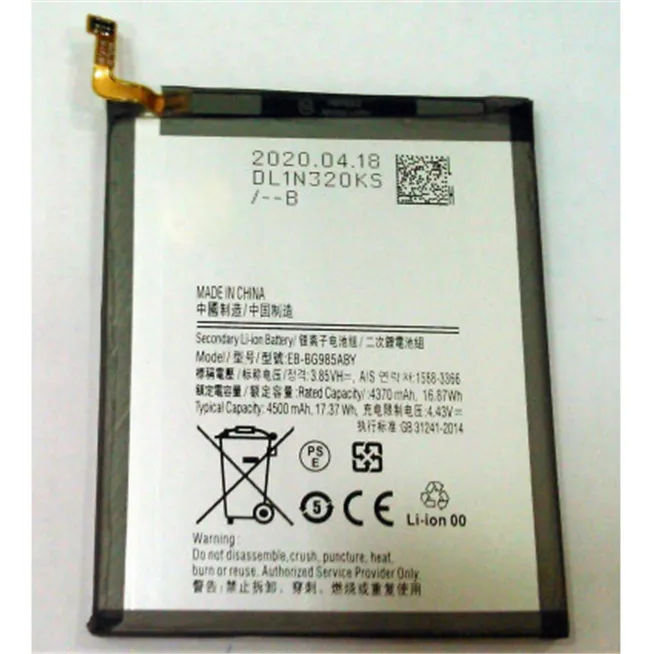 2020.04.18
DL1N320KS
/--B
MADE IN CHINA
中國制造/中国制造
Secondary Li-ion Battery/锂离子电池组/二次鋰電池組
Model/型号/型號:EB-BG985ABY
標稱電壓/标称电压/정격:3.85VH⎓, A/S 연락처:1588-3366
額定電容量/额定容量:Rated Capacity:/4370 mAh, 16.87Wh
Typical Capacity: 4500 mAh, 17.37 Wh, 充电限制电压:4.43V
执行标准:GB 31241-2014
PS
E
5
CE
Li-ion 00
Warning:
Do not disassemble,crush, puncture, heat,
burn or reuse. Authorized Service Provider Only.
警告:禁止拆卸、撞击、穿刺、燃烧或重复使用